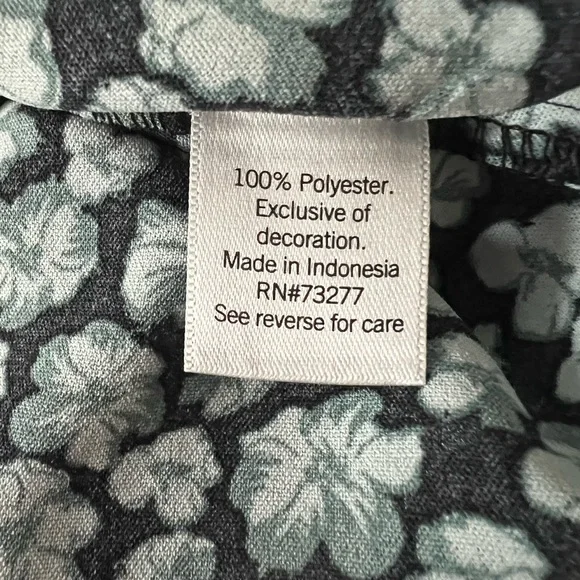 100% Polyester.
Exclusive of
decoration.
Made in Indonesia
RN#73277
See reverse for care